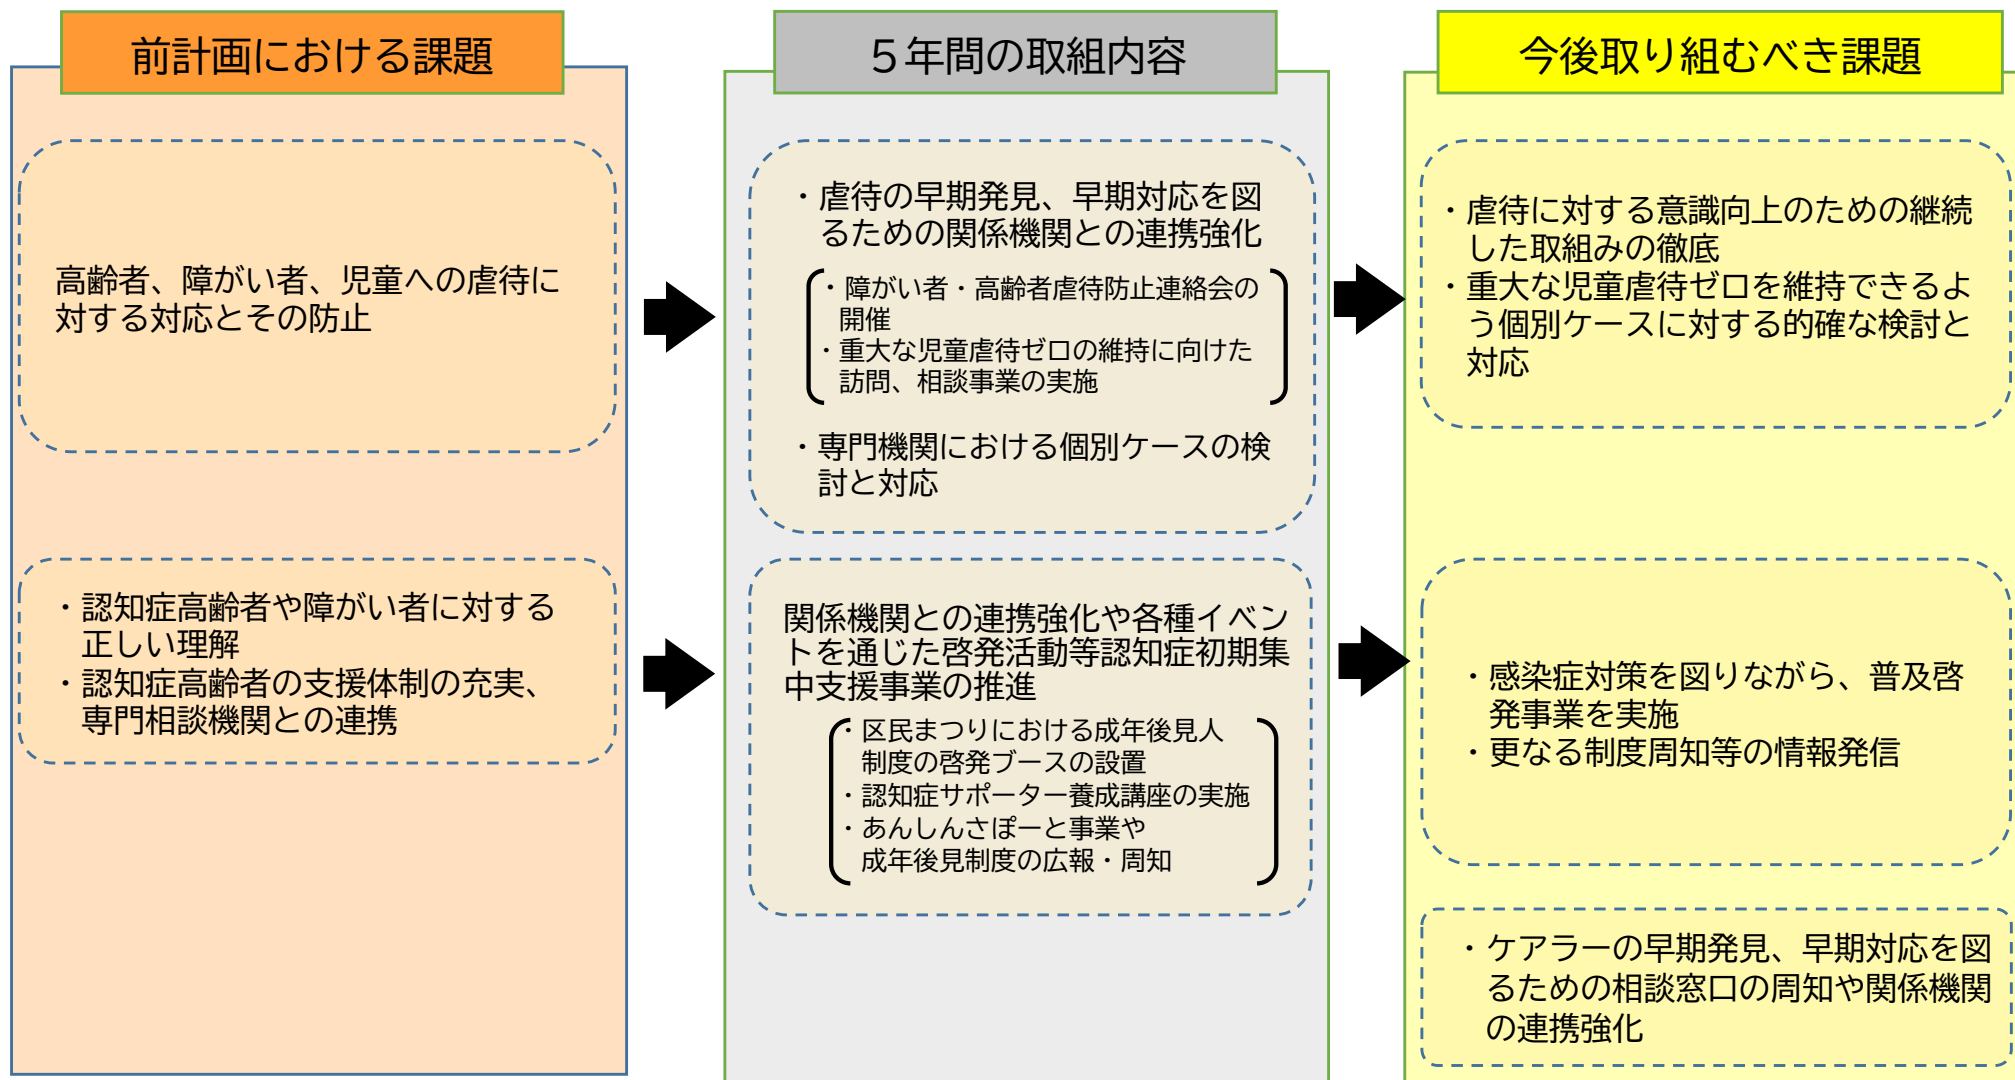 前計画における課題
高齢者、障がい者、児童への虐待に
対する対応とその防止
・認知症高齢者や障がい者に対する
正しい理解
・認知症高齢者の支援体制の充実、
専門相談機関との連携
５年間の取組内容
・虐待の早期発見、早期対応を図
るための関係機関との連携強化
・障がい者・高齢者虐待防止連絡会の
開催
・重大な児童虐待ゼロの維持に向けた
訪問、相談事業の実施
・専門機関における個別ケースの検
討と対応
関係機関との連携強化や各種イベン
トを通じた啓発活動等認知症初期集
中支援事業の推進
・区民まつりにおける成年後見人
制度の啓発ブースの設置
・認知症サポーター養成講座の実施
・あんしんさぽーと事業や
成年後見制度の広報・周知
今後取り組むべき課題
・虐待に対する意識向上のための継続
した取組みの徹底
・重大な児童虐待ゼロを維持できるよ
う個別ケースに対する的確な検討と
対応
・感染症対策を図りながら、普及啓
発事業を実施
・更なる制度周知等の情報発信
・ケアラーの早期発見、早期対応を図
るための相談窓口の周知や関係機関
の連携強化